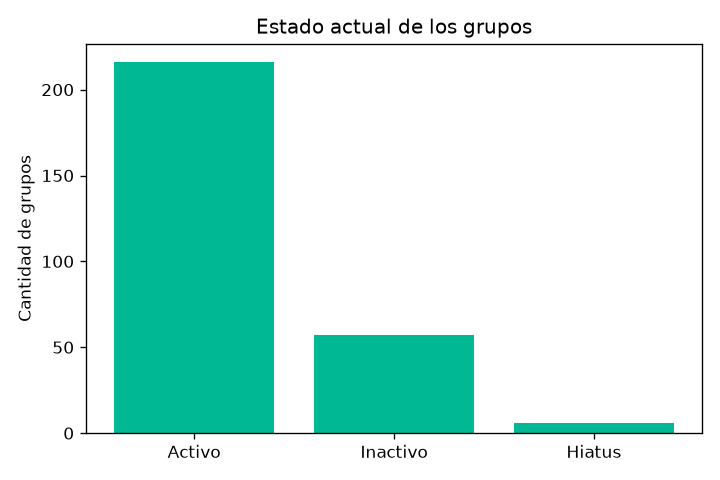 Estado actual de los grupos
Cantidad de grupos
200
150
100
50
0
Activo
Inactivo
Hiatus